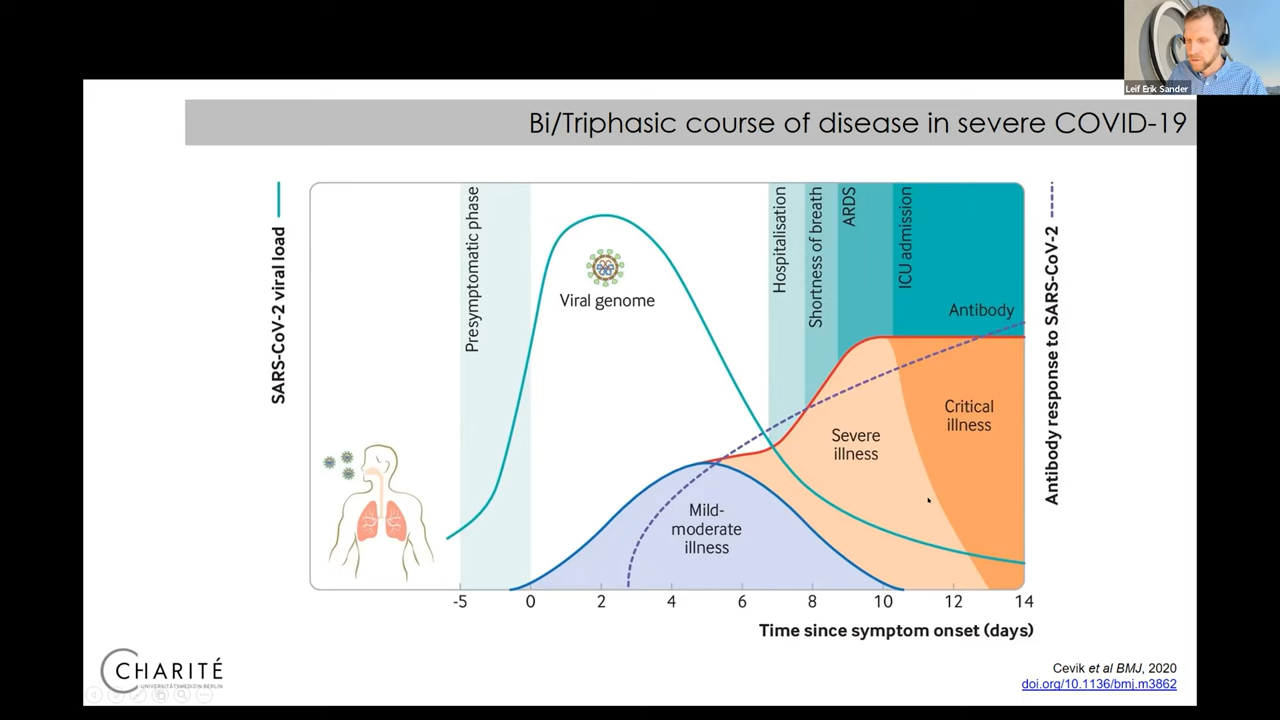 Leif Erik Sander
Bi/Triphasic course of disease in severe COVID-19
SARS-CoV-2 viral load
Presymptomatic phase
Viral genome
Hospitalisation
Shortness of breath
ARDS
ICU admission
Antibody
Antibody response to SARS-CoV-2
Mild-
moderate
illness
Severe
illness
Critical
illness
-5 0 2 4 6 8 10 12 14
Time since symptom onset (days)
CHARITÉ
UNIVERSITÄTSMEDIZIN BERLIN
Cevik et al BMJ, 2020
doi.org/10.1136/bmj.m3862